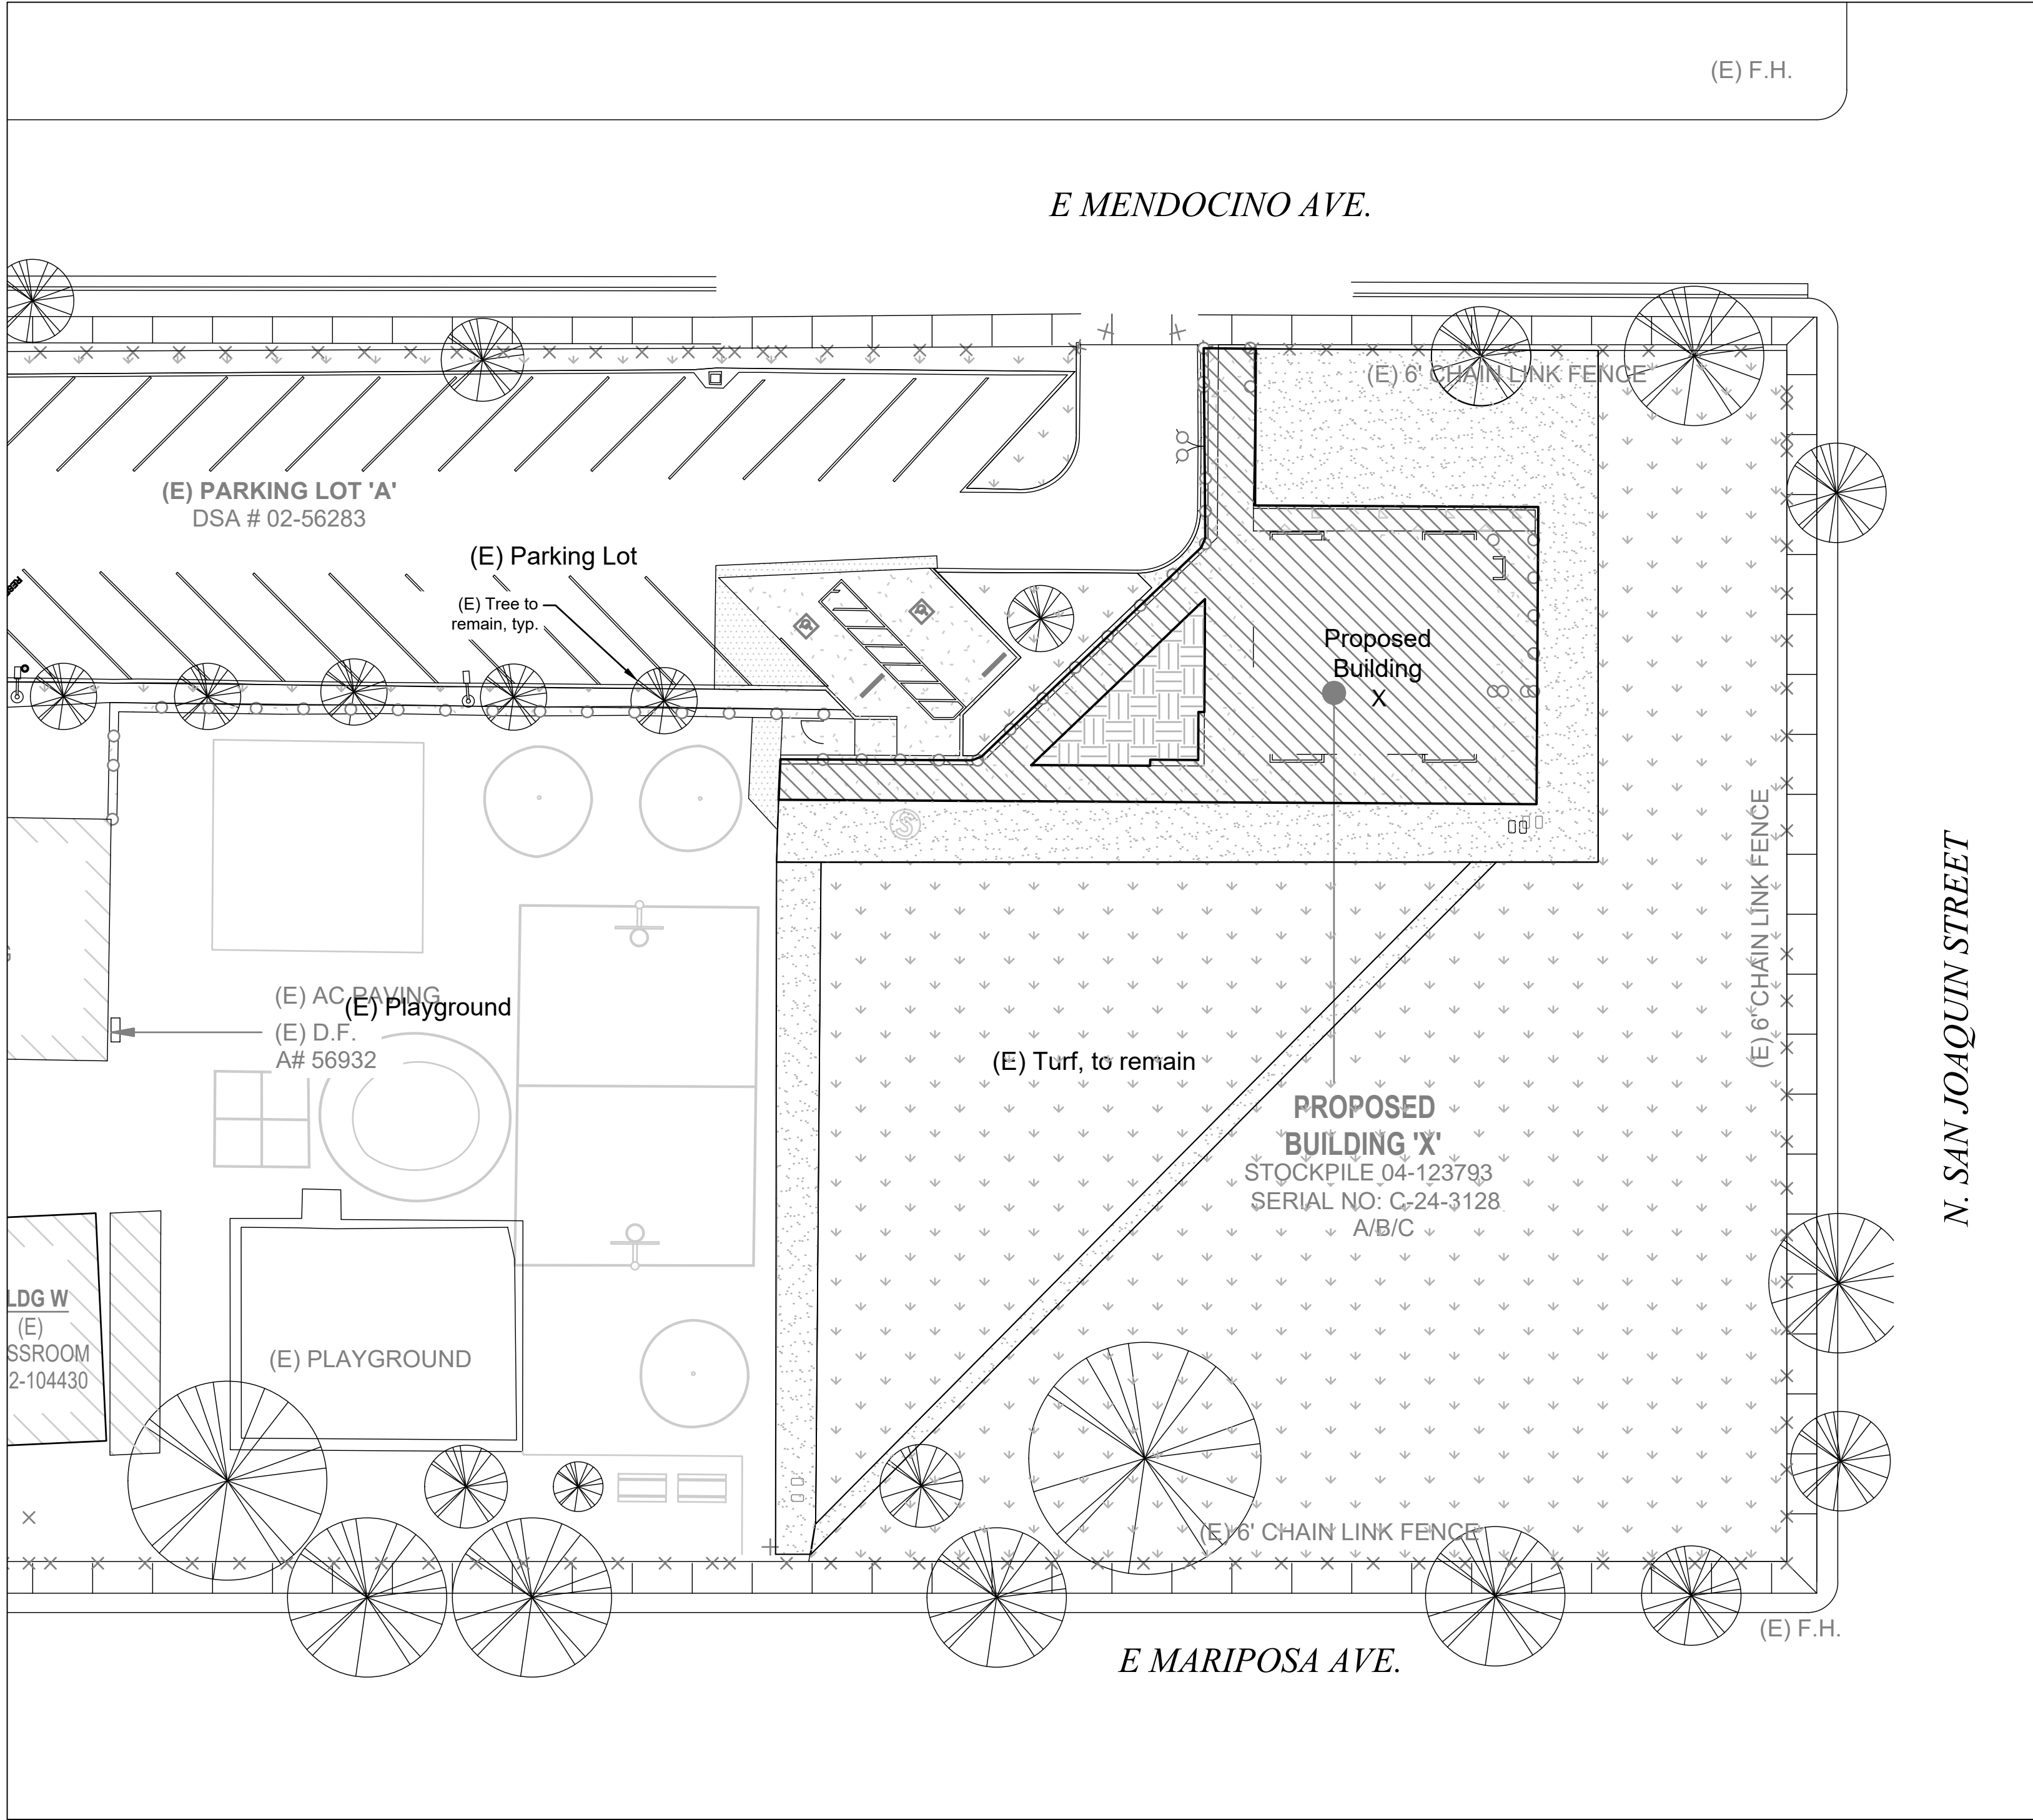 (E) F.H.
E MENDOCINO AVE.
(E) 6' CHAIN LINK FENCE
(E) PARKING LOT 'A'
DSA # 02-56283
(E) Parking Lot
(E) Tree to
remain, typ.
Proposed
Building
X
S
(E) 6' CHAIN LINK FENCE
N. SAN JOAQUIN STREET
(E) AC PAVING
(E) Playground
(E) D.F.
A# 56932
(E) Turf, to remain
PROPOSED
BUILDING 'X'
STOCKPILE 04-123793
SERIAL NO: C-24-3128
A/B/C
LDG W
(E)
SSROOM
2-104430
(E) PLAYGROUND
(E) 6' CHAIN LINK FENCE
(E) F.H.
E MARIPOSA AVE.